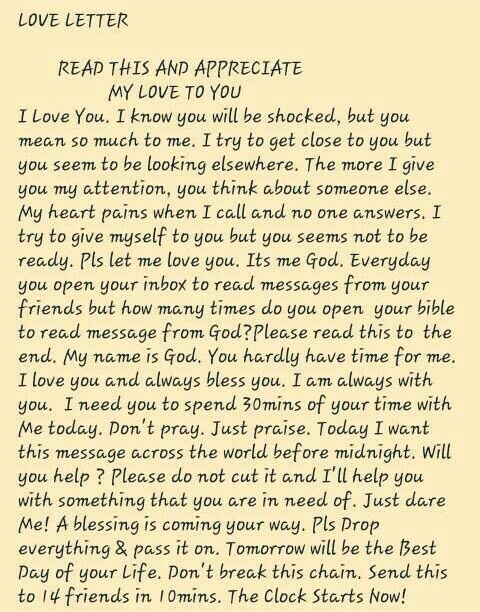 LOVE LETTER
READ THIS AND APPRECIATE
MY LOVE TO YOU
I Love You. I know you will be shocked, but you
mean so much to me. I try to get close to you but
you seem to be looking elsewhere. The more I give
you my attention, you think about someone else.
My heart pains when I call and no one answers. I
try to give myself to you but you seems not to be
ready. Pls let me love you. Its me God. Everyday
you open your inbox to read messages from your
friends but how many times do you open your bible
to read message from God?Please read this to the
end. My name is God. You hardly have time for me.
I love you and always bless you. I am always with
you. I need you to spend 30mins of your time with
Me today. Don't pray. Just praise. Today I want
this message across the world before midnight. Will
you help ? Please do not cut it and I'll help you
with something that you are in need of. Just dare
Me! A blessing is coming your way. Pls Drop
everything & pass it on. Tomorrow will be the Best
Day of your Life. Don't break this chain. Send this
to 14 friends in 10mins. The Clock Starts Now!